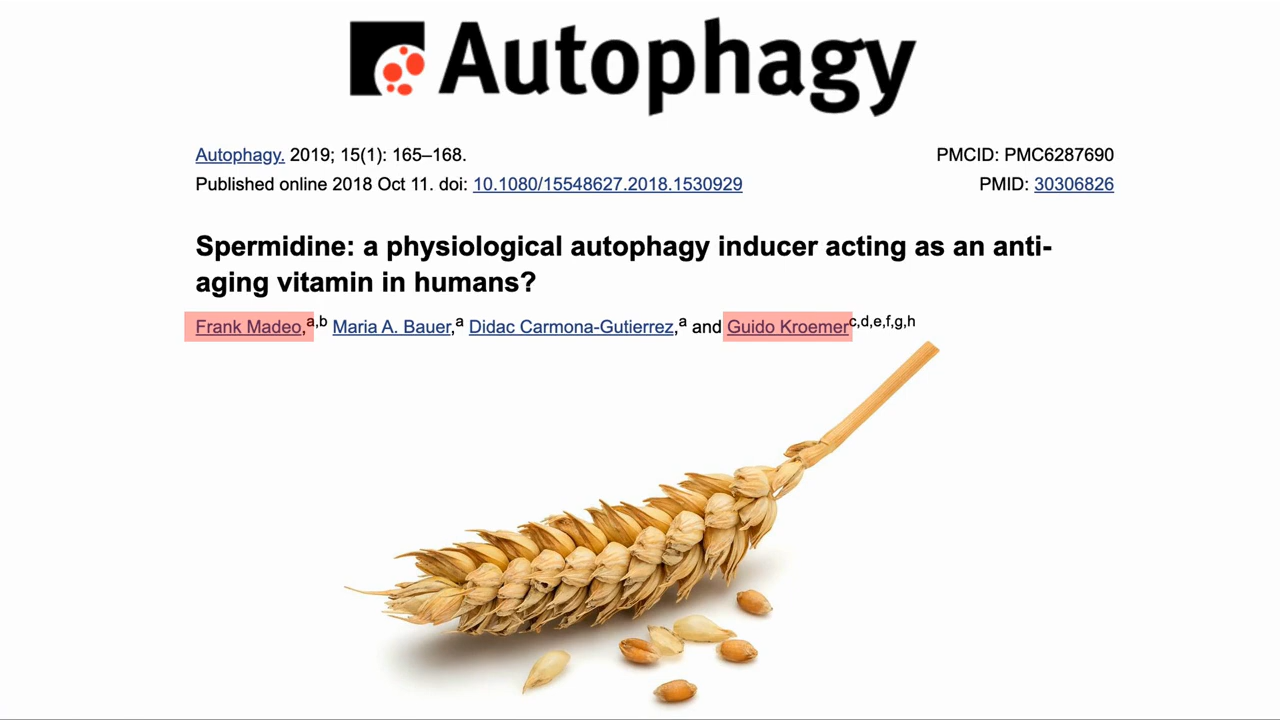 Autophagy
Autophagy. 2019; 15(1): 165–168.
PMCID: PMC6287690
Published online 2018 Oct 11. doi: 10.1080/15548627.2018.1530929
PMID: 30306826
Spermidine: a physiological autophagy inducer acting as an anti-
aging vitamin in humans?
Frank Madeo,a,b Maria A. Bauer,a Didac Carmona-Gutierrez,a and Guido Kroemerc,d,e,f,g,h